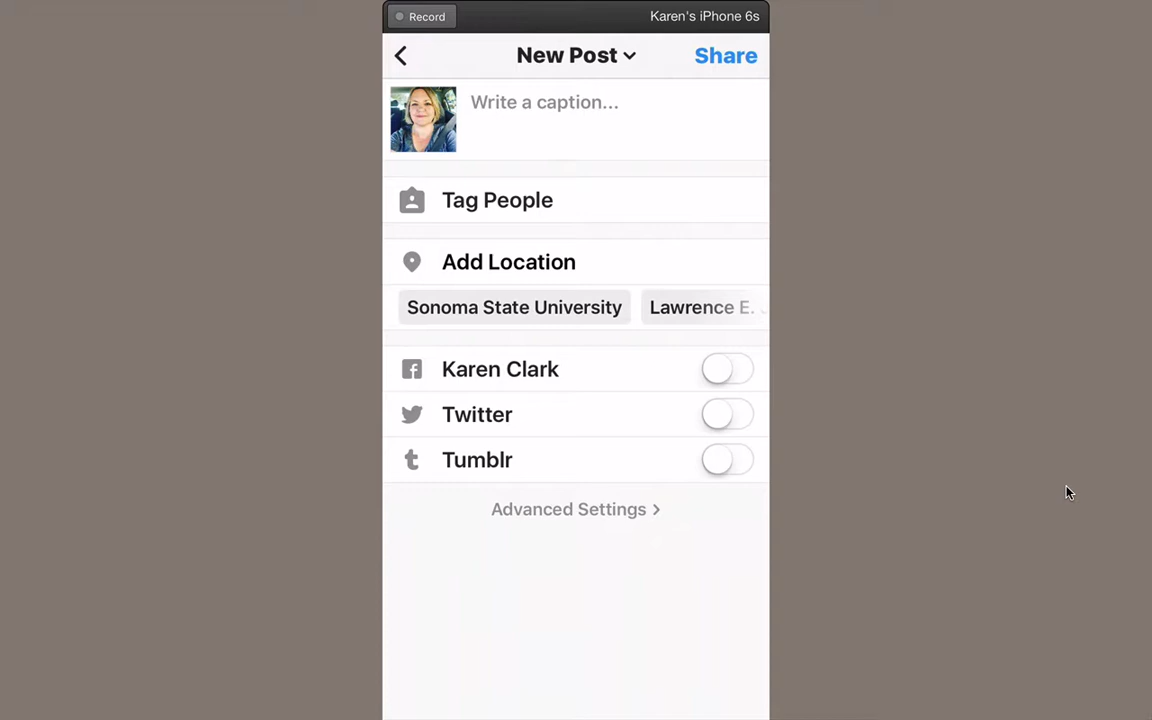 Record
Karen's iPhone 6s
New Post
Share
Write a caption...
Tag People
Add Location
Sonoma State University
Lawrence E.
Karen Clark
Twitter
Tumblr
Advanced Settings >